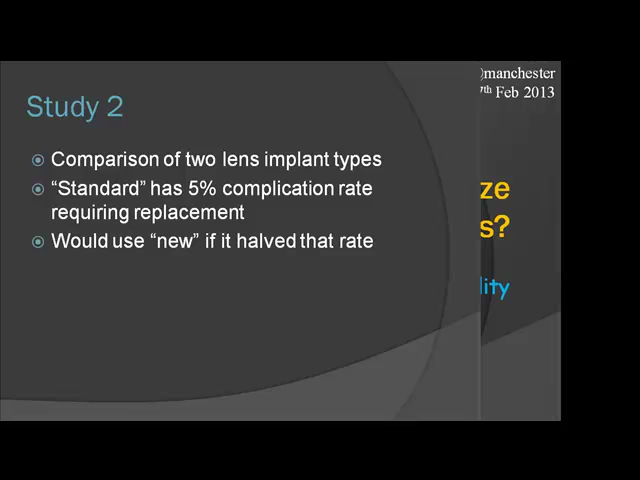 )manchester
7th Feb 2013
Study 2
Comparison of two lens implant types
“Standard” has 5% complication rate
requiring replacement
Would use “new” if it halved that rate
ze
s?
lity